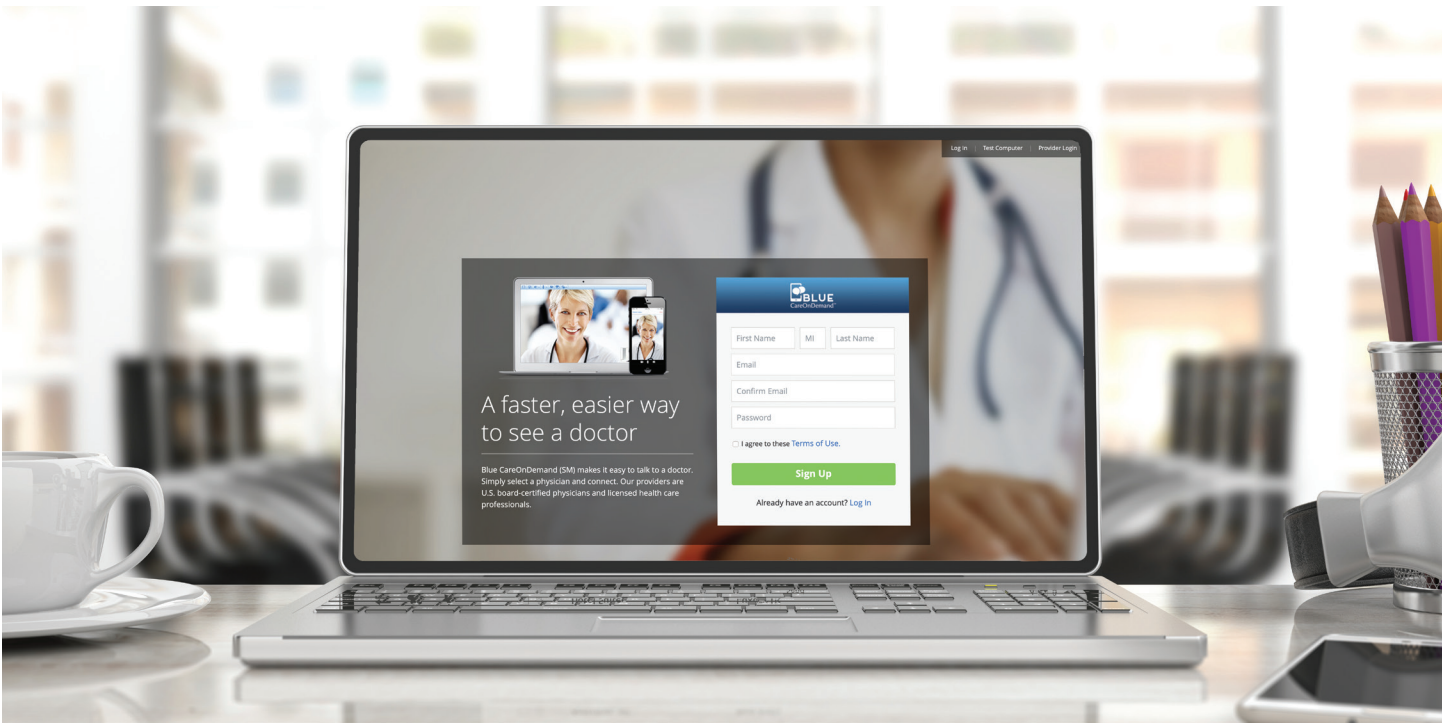 Log in | Test Computer | Provider Login
A faster, easier way
to see a doctor
Blue CareOnDemand (SM) makes it easy to talk to a doctor.
Simply select a physician and connect. Our providers are
U.S. board-certified physicians and licensed health care
professionals.
BLUE
CareOnDemand℠
First Name MI Last Name
Email
Confirm Email
Password
I agree to these Terms of Use.
Sign Up
Already have an account? Log In